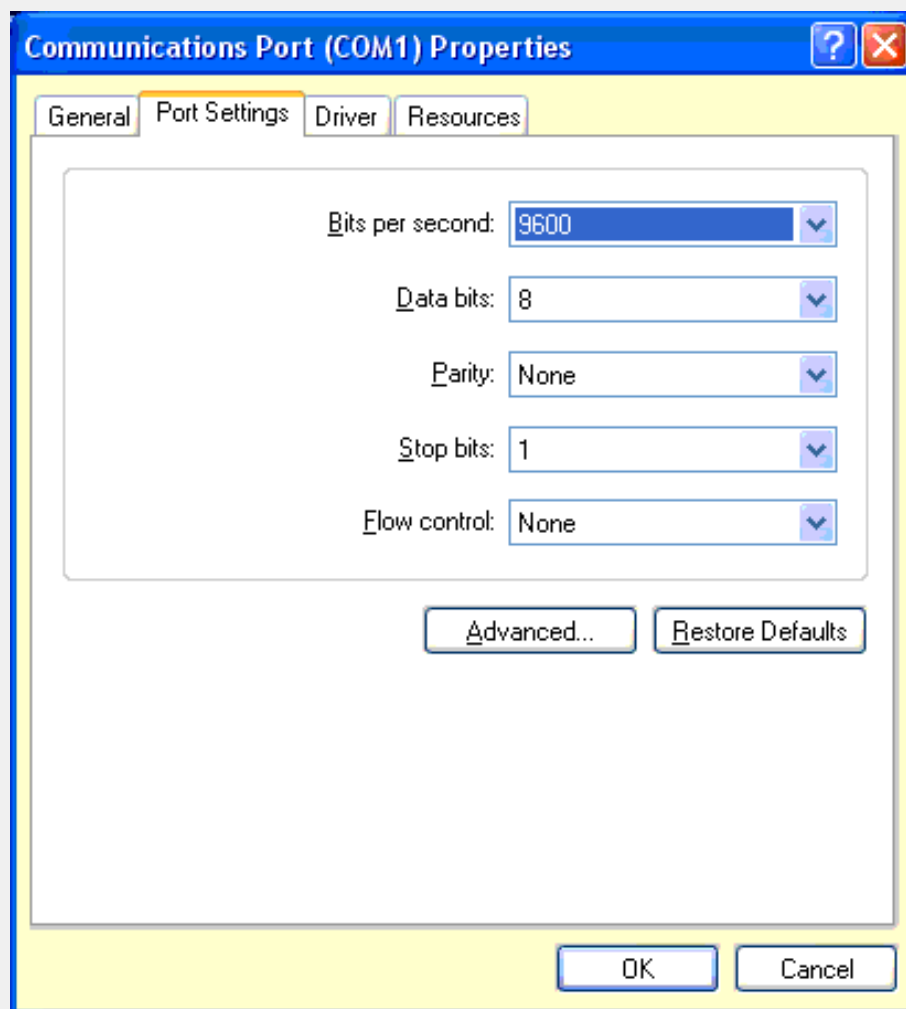 Communications Port (COM1) Properties
General Port Settings Driver Resources
Bits per second: 9600
Data bits: 8
Parity: None
Stop bits: 1
Flow control: None
Advanced... Restore Defaults
OK Cancel